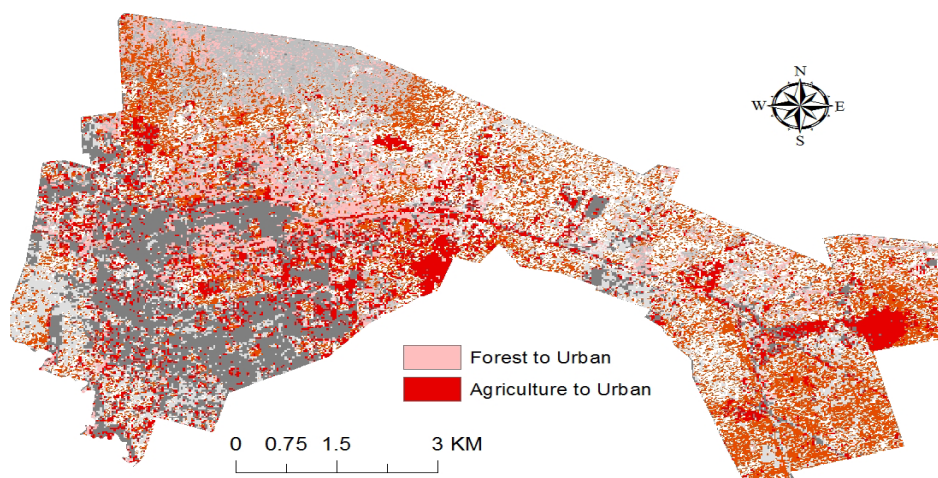 N
W E
S
Forest to Urban
Agriculture to Urban
0 0.75 1.5 3 KM